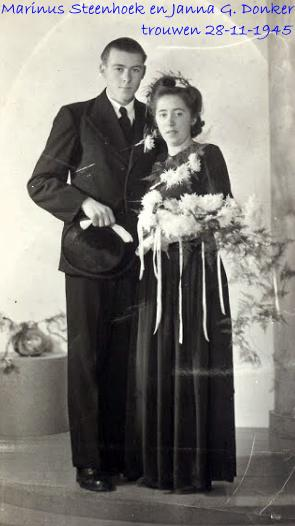 Marinus Steenhoek en Janna G. Donker
trouwen 28-11-1945